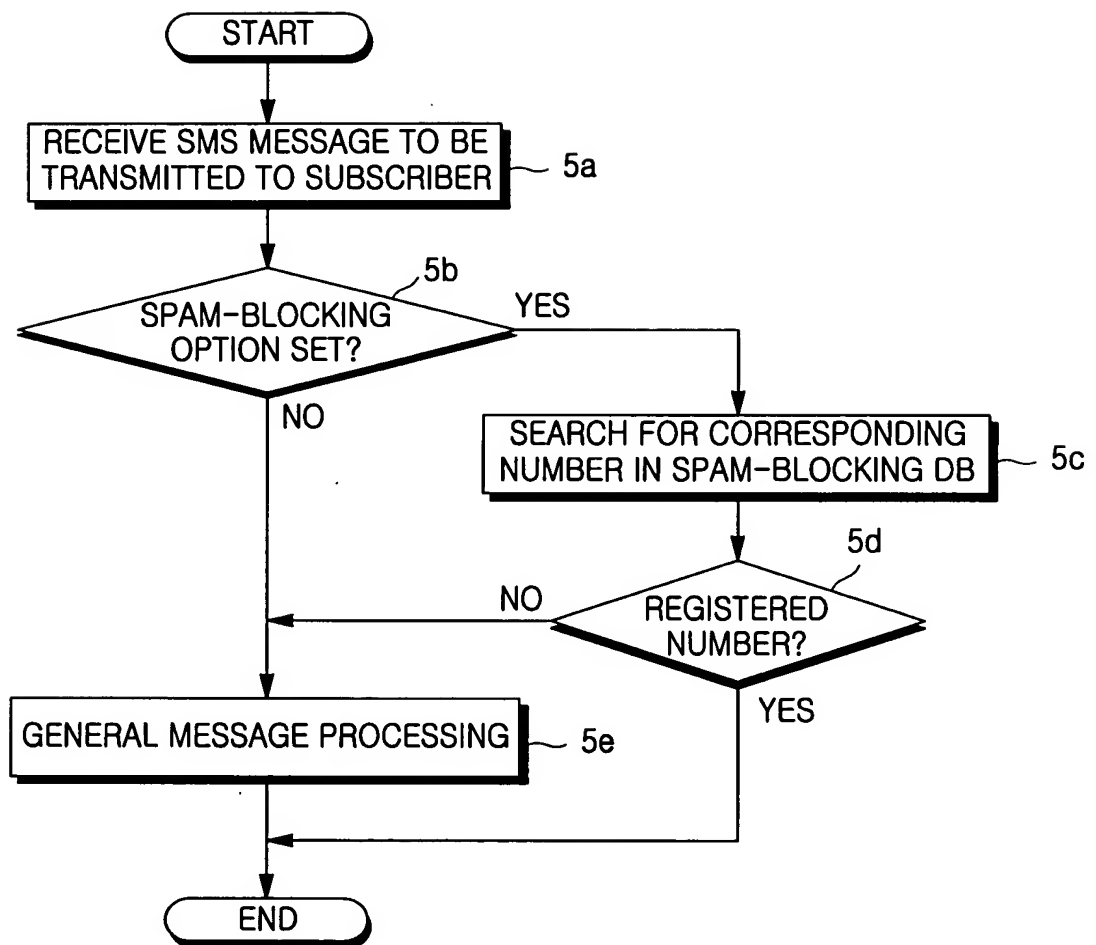 START
RECEIVE SMS MESSAGE TO BE
TRANSMITTED TO SUBSCRIBER
5a
5b
SPAM-BLOCKING
OPTION SET?
YES
NO
SEARCH FOR CORRESPONDING
NUMBER IN SPAM-BLOCKING DB
5c
5d
REGISTERED
NUMBER?
NO
YES
GENERAL MESSAGE PROCESSING
5e
END